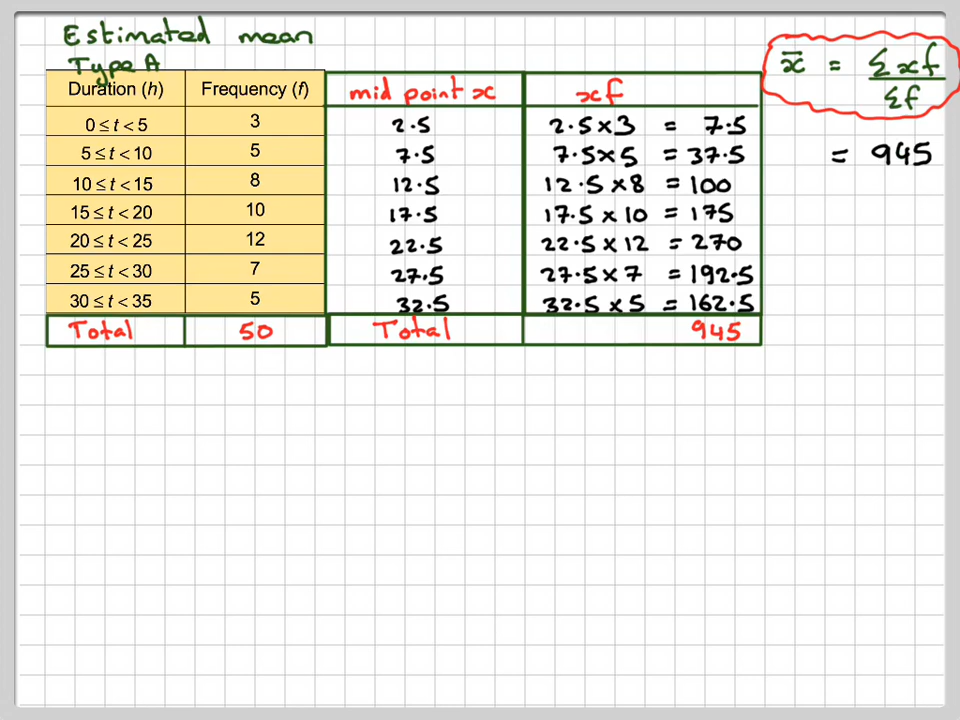 Estimated mean
Type A
x̄ = Σxf / Σf
= 945
Duration (h) Frequency (f) mid point x xf
0 ≤ t < 5 3 2.5 2.5×3 = 7.5
5 ≤ t < 10 5 7.5 7.5×5 = 37.5
10 ≤ t < 15 8 12.5 12.5×8 = 100
15 ≤ t < 20 10 17.5 17.5×10 = 175
20 ≤ t < 25 12 22.5 22.5×12 = 270
25 ≤ t < 30 7 27.5 27.5×7 = 192.5
30 ≤ t < 35 5 32.5 32.5×5 = 162.5
Total 50 Total 945